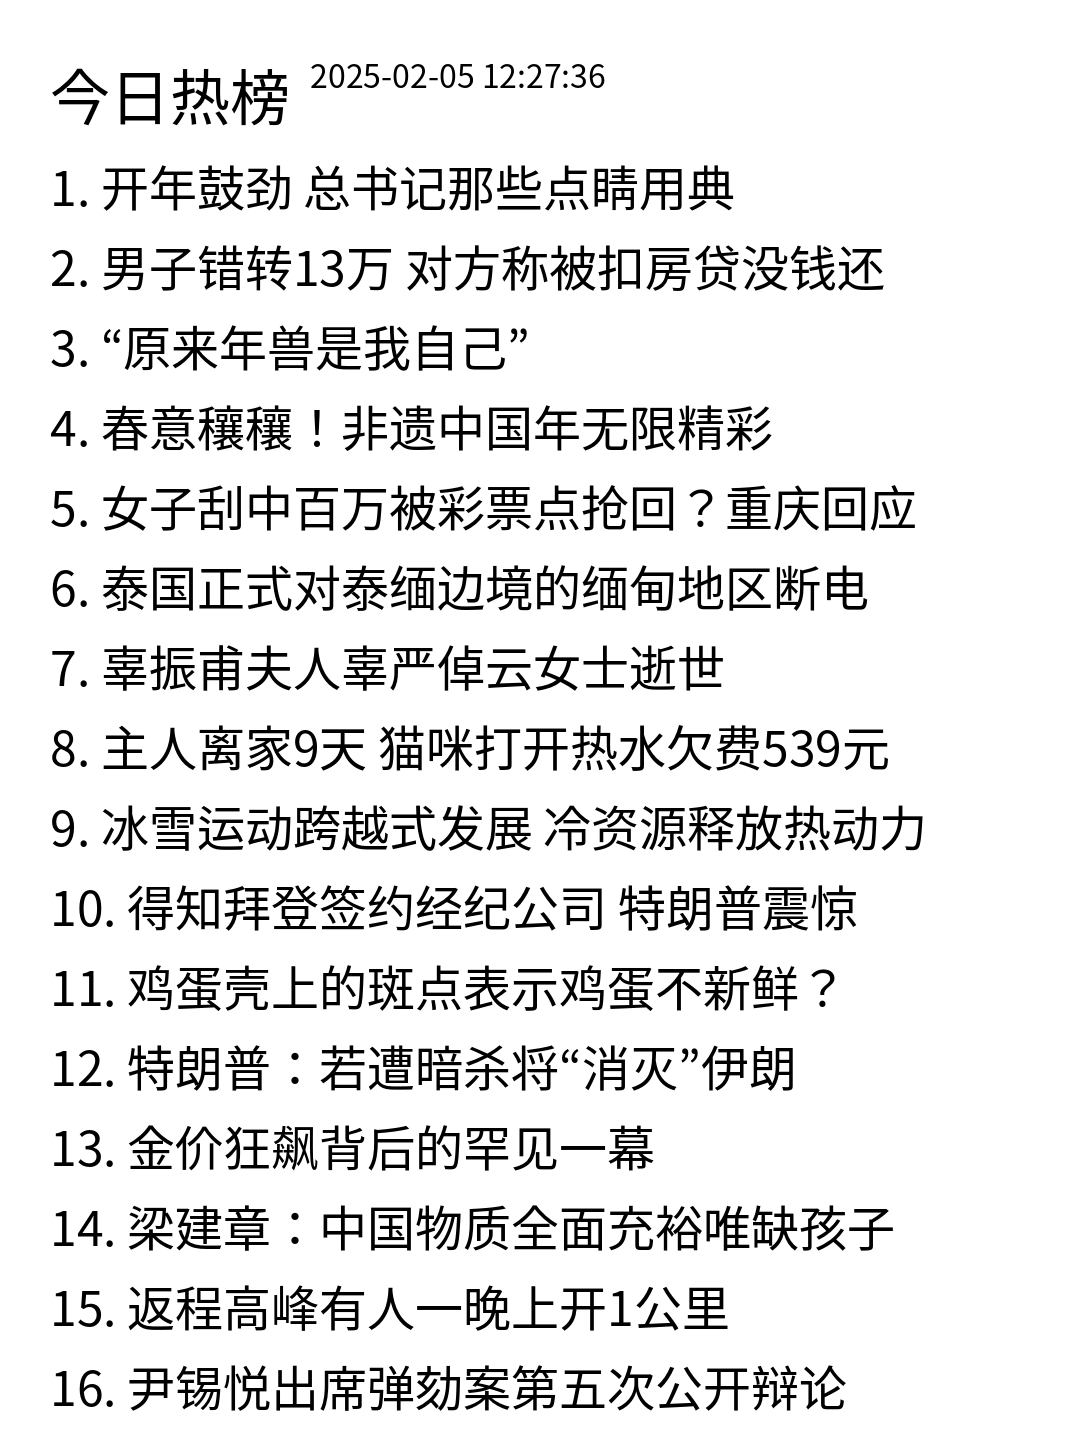 今日热榜 2025-02-05 12:27:36
1. 开年鼓劲 总书记那些点睛用典
2. 男子错转13万 对方称被扣房贷没钱还
3. “原来年兽是我自己”
4. 春意穰穰！非遗中国年无限精彩
5. 女子刮中百万被彩票点抢回？重庆回应
6. 泰国正式对泰缅边境的缅甸地区断电
7. 辜振甫夫人辜严倬云女士逝世
8. 主人离家9天 猫咪打开热水欠费539元
9. 冰雪运动跨越式发展 冷资源释放热动力
10. 得知拜登签约经纪公司 特朗普震惊
11. 鸡蛋壳上的斑点表示鸡蛋不新鲜？
12. 特朗普：若遭暗杀将“消灭”伊朗
13. 金价狂飙背后的罕见一幕
14. 梁建章：中国物质全面充裕唯缺孩子
15. 返程高峰有人一晚上开1公里
16. 尹锡悦出席弹劾案第五次公开辩论